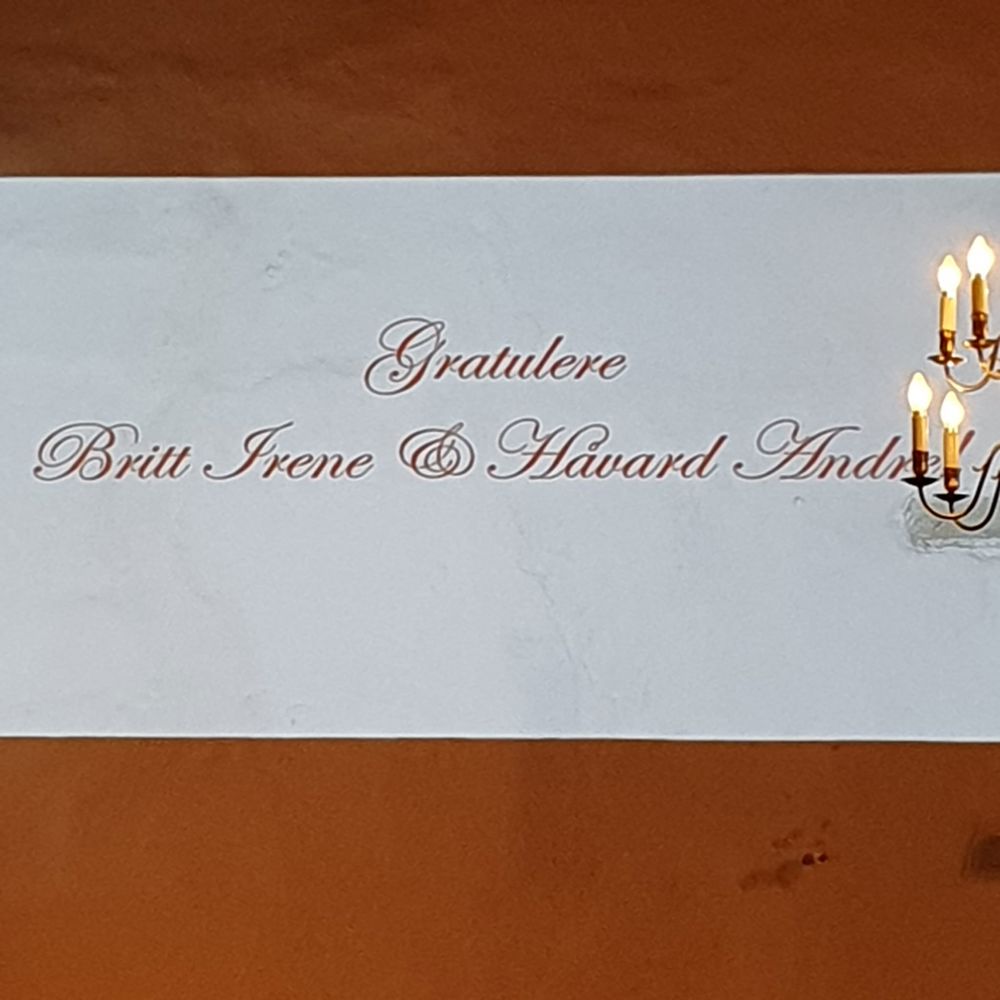 Gratulere
Britt Irene & Håvard